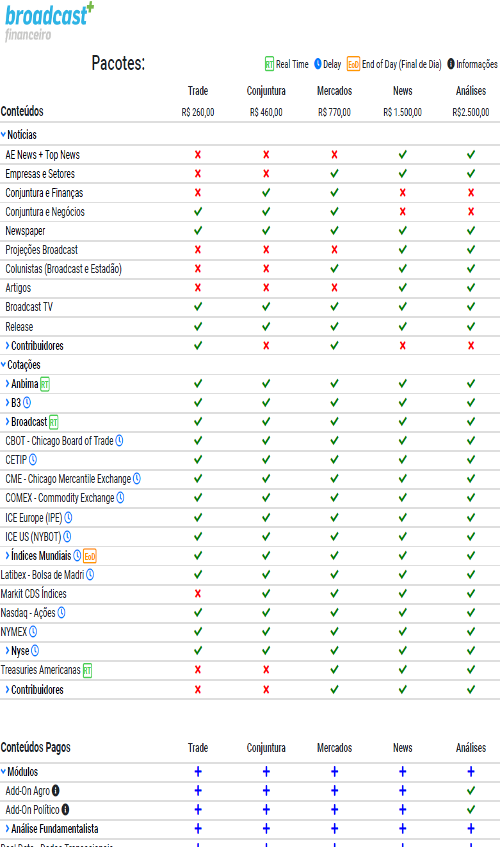 broadcast+
financeiro
Pacotes: RT Real Time Delay EoD End of Day (Final de Dia) Informações
Trade Conjuntura Mercados News Análises
Conteúdos R$ 260,00 R$ 460,00 R$ 770,00 R$ 1.500,00 R$2.500,00
Notícias
AE News + Top News
Empresas e Setores
Conjuntura e Finanças
Conjuntura e Negócios
Newspaper
Projeções Broadcast
Colunistas (Broadcast e Estadão)
Artigos
Broadcast TV
Release
Contribuidores
Cotações
Anbima RT
B3
Broadcast RT
CBOT - Chicago Board of Trade
CETIP
CME - Chicago Mercantile Exchange
COMEX - Commodity Exchange
ICE Europe (IPE)
ICE US (NYBOT)
Índices Mundiais EoD
Latibex - Bolsa de Madri
Markit CDS Índices
Nasdaq - Ações
NYMEX
Nyse
Treasuries Americanas RT
Contribuidores
Conteúdos Pagos Trade Conjuntura Mercados News Análises
Módulos
Add-On Agro
Add-On Político
Análise Fundamentalista